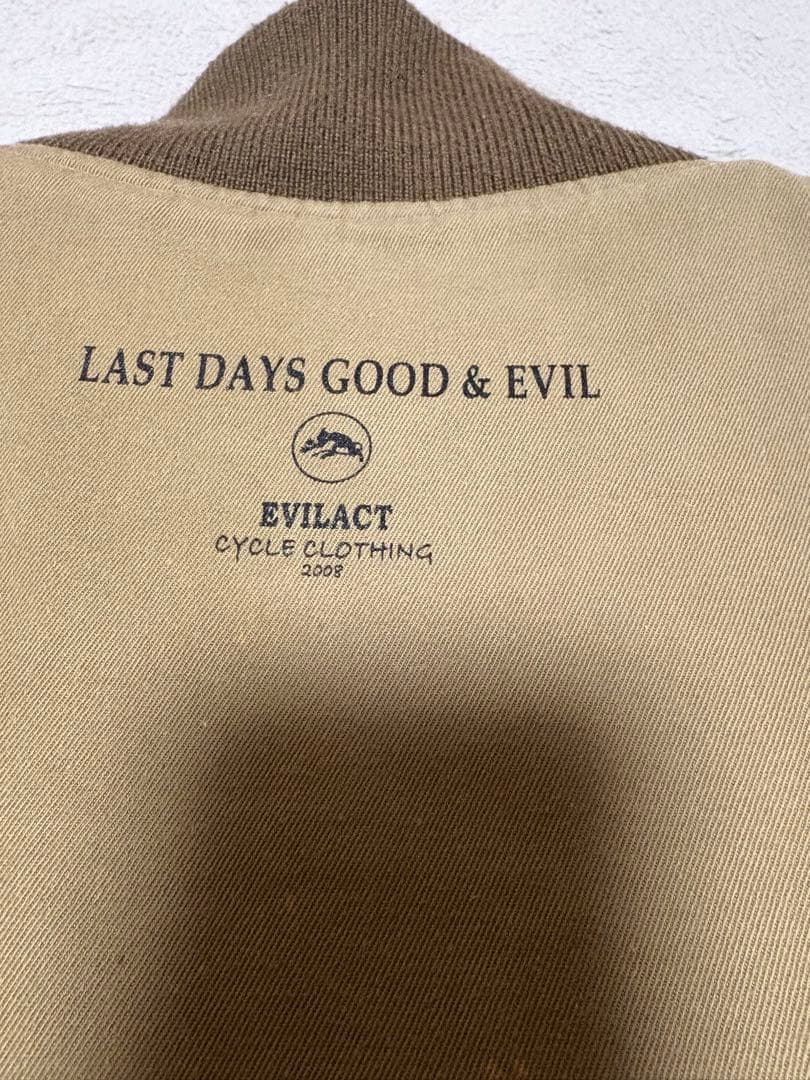 LAST DAYS GOOD & EVIL
EVILACT
CYCLE CLOTHING
2008